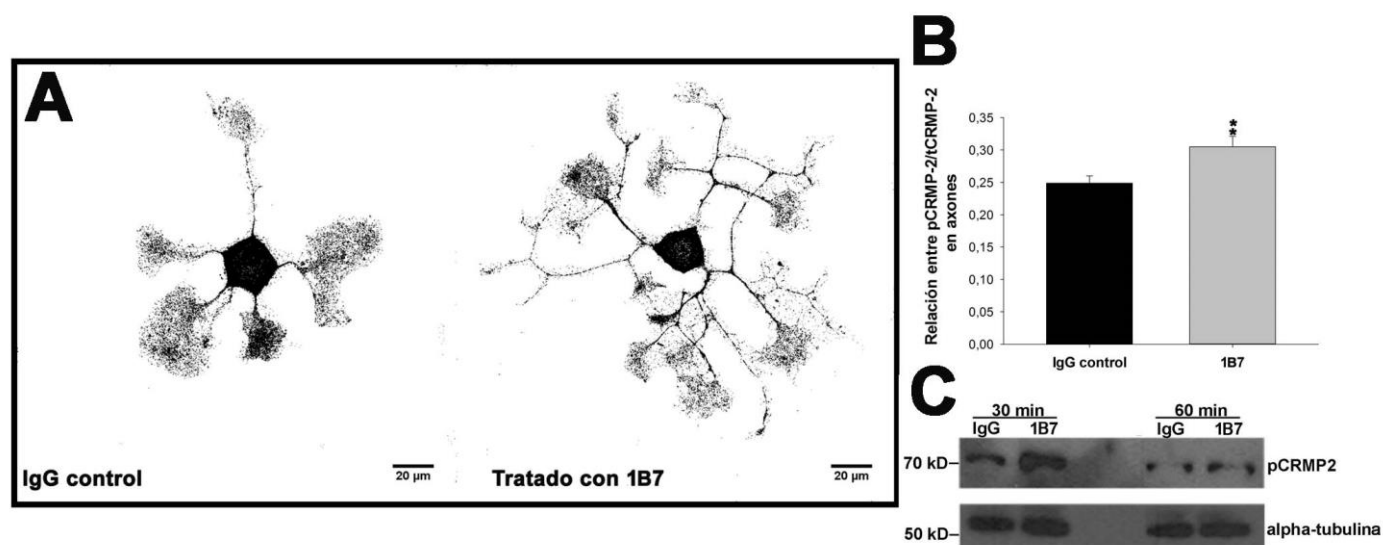 A
IgG control
20 µm
Tratado con 1B7
20 µm
B
Relación entre pCRMP-2/tCRMP-2
en axones
0,40
0,35
0,30
0,25
0,20
0,15
0,10
0,05
0,00
**
IgG control
1B7
C
30 min
60 min
IgG 1B7
IgG 1B7
70 kD
pCRMP2
50 kD
alpha-tubulina